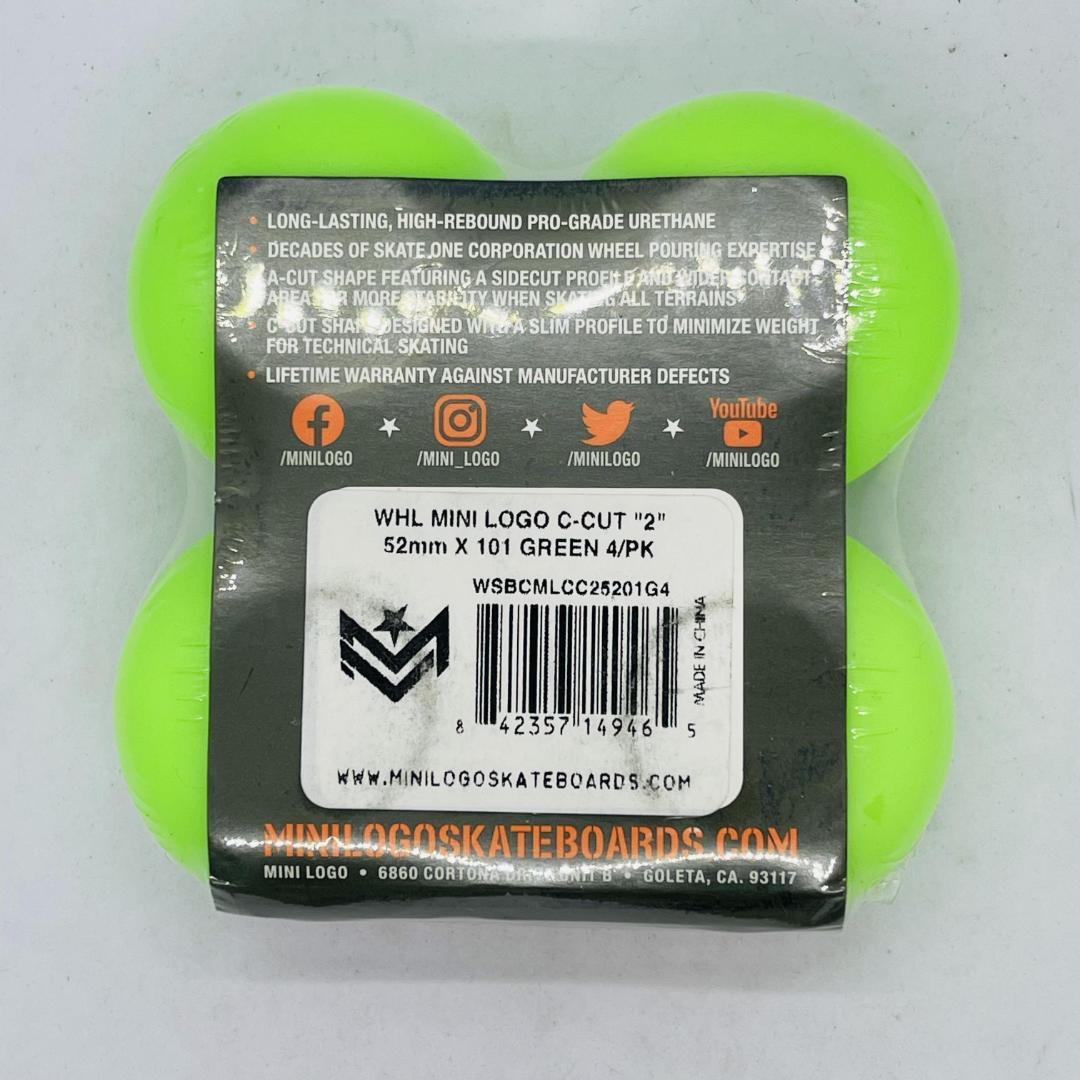 • LONG-LASTING, HIGH-REBOUND PRO-GRADE URETHANE
• DECADES OF SKATE ONE CORPORATION WHEEL POURING EXPERTISE
A-CUT SHAPE FEATURING A SIDECUT PROFILE AND WIDER CONTACT
AREA FOR MORE STABILITY WHEN SKATING ALL TERRAINS
• C-CUT SHAPE DESIGNED WITH A SLIM PROFILE TO MINIMIZE WEIGHT
FOR TECHNICAL SKATING
• LIFETIME WARRANTY AGAINST MANUFACTURER DEFECTS
YouTube
/MINILOGO /MINI_LOGO /MINILOGO /MINILOGO
WHL MINI LOGO C-CUT "2"
52mm X 101 GREEN 4/PK
WSBCMLCC25201G4
MADE IN CHINA
8 42357 14946 5
WWW.MINILOGOSKATEBOARDS.COM
MINILOGOSKATEBOARDS.COM
MINI LOGO • 6860 CORTONA UNIT B • GOLETA, CA. 93117